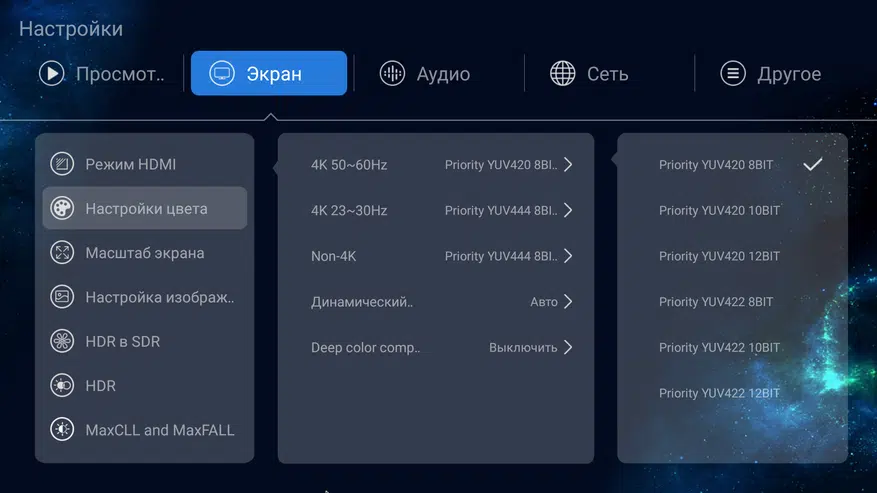 Настройки
Просмот..
Экран
Аудио
Сеть
Другое
Режим HDMI
Настройки цвета
Масштаб экрана
Настройка изображ..
HDR в SDR
HDR
MaxCLL and MaxFALL
4K 50~60Hz Priority YUV420 8BI..
4K 23~30Hz Priority YUV444 8BI..
Non-4K Priority YUV444 8BI..
Динамический.. Авто
Deep color comp.. Выключить
Priority YUV420 8BIT
Priority YUV420 10BIT
Priority YUV420 12BIT
Priority YUV422 8BIT
Priority YUV422 10BIT
Priority YUV422 12BIT